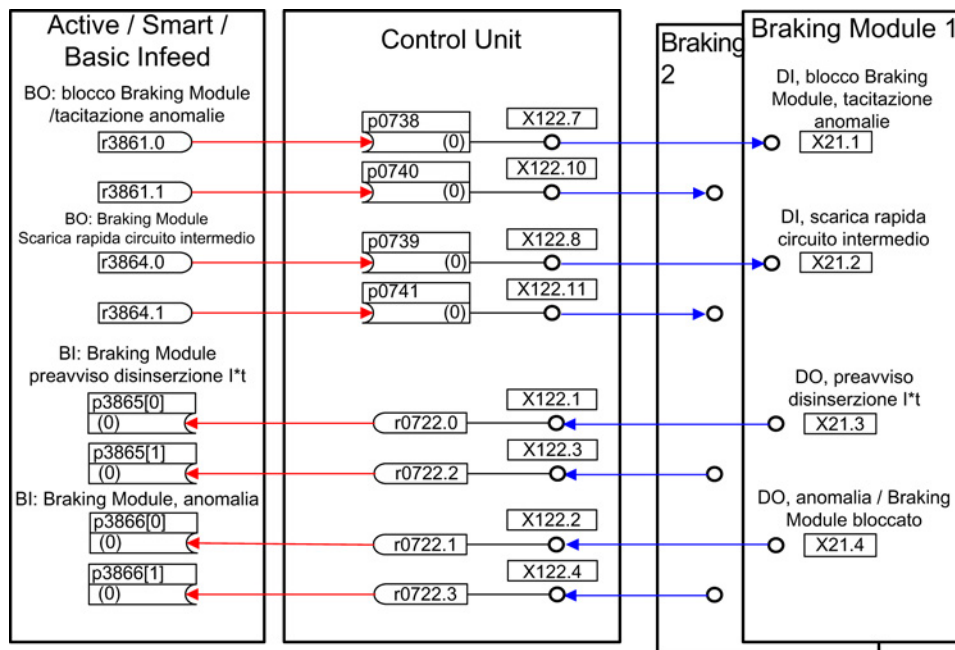 Active / Smart /
Basic Infeed
BO: blocco Braking Module
/tacitazione anomalie
r3861.0
r3861.1
BO: Braking Module
Scarica rapida circuito intermedio
r3864.0
r3864.1
BI: Braking Module
preavviso disinserzione I*t
p3865[0]
(0)
p3865[1]
(0)
BI: Braking Module, anomalia
p3866[0]
(0)
p3866[1]
(0)
Control Unit
p0738
(0)
X122.7
p0740
(0)
X122.10
p0739
(0)
X122.8
p0741
(0)
X122.11
X122.1
r0722.0
X122.3
r0722.2
X122.2
r0722.1
X122.4
r0722.3
Braking
2
Braking Module 1
DI, blocco Braking
Module, tacitazione
anomalie
X21.1
DI, scarica rapida
circuito intermedio
X21.2
DO, preavviso
disinserzione I*t
X21.3
DO, anomalia / Braking
Module bloccato
X21.4